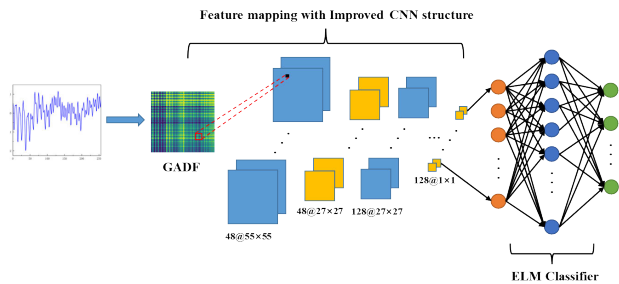 Feature mapping with Improved CNN structure
GADF
48@55×55
48@27×27
128@27×27
128@1×1
ELM Classifier